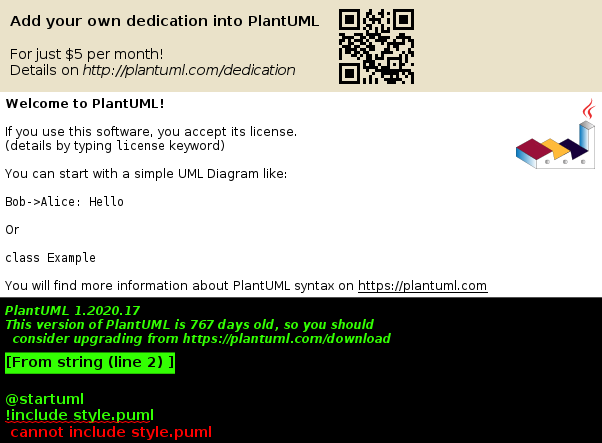 Add your own dedication into PlantUML
For just $5 per month!
Details on http://plantuml.com/dedication
Welcome to PlantUML!
If you use this software, you accept its license.
(details by typing license keyword)
You can start with a simple UML Diagram like:
Bob->Alice: Hello
Or
class Example
You will find more information about PlantUML syntax on https://plantuml.com
PlantUML 1.2020.17
This version of PlantUML is 767 days old, so you should
consider upgrading from https://plantuml.com/download
[From string (line 2) ]
@startuml
!include style.puml
cannot include style.puml